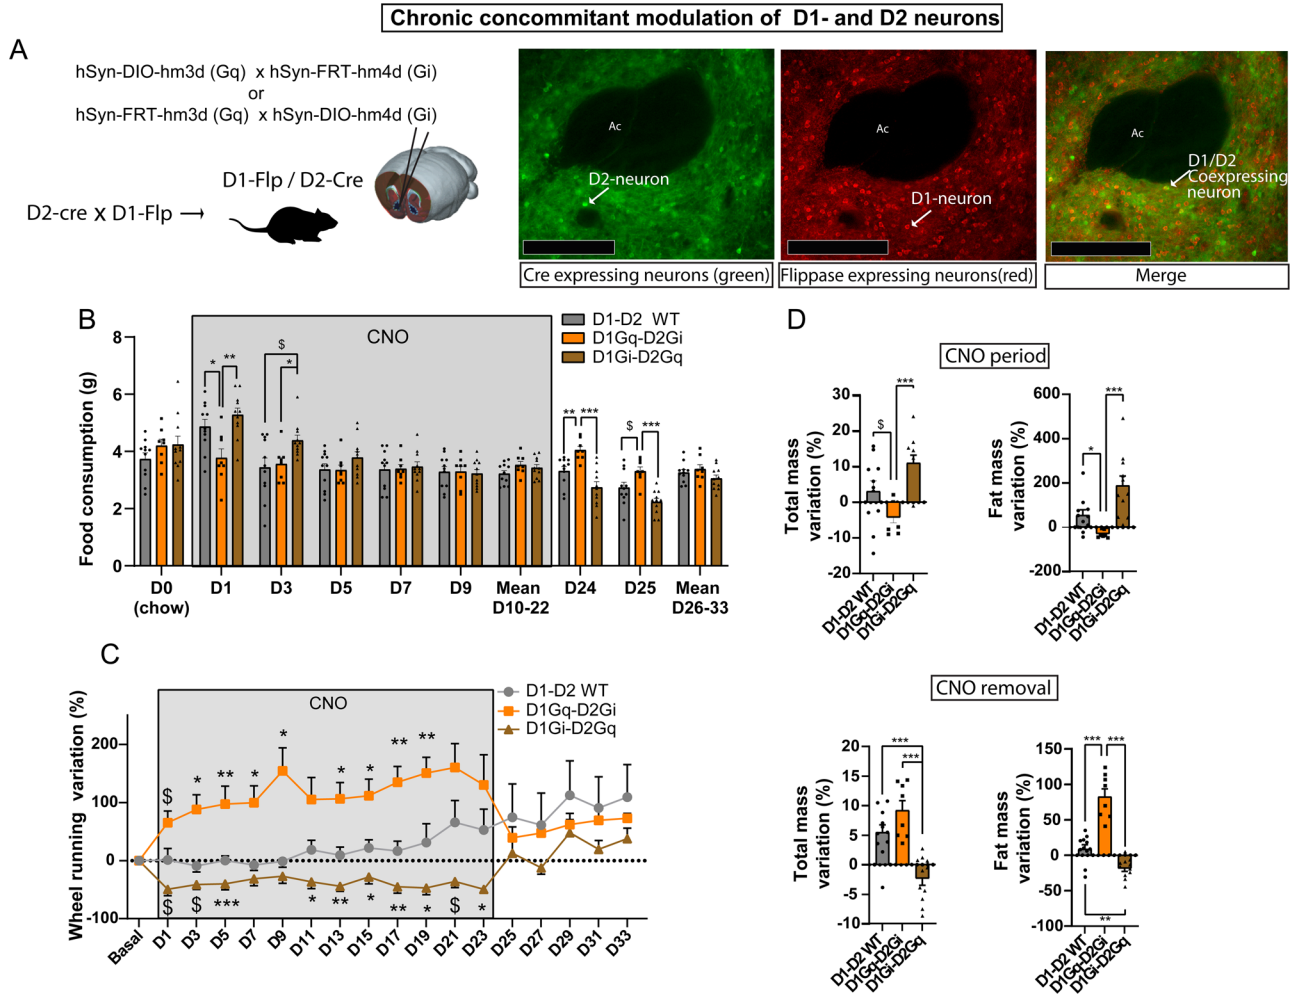 Chronic concommitant modulation of D1- and D2 neurons
A
hSyn-DIO-hm3d (Gq) x hSyn-FRT-hm4d (Gi)
or
hSyn-FRT-hm3d (Gq) x hSyn-DIO-hm4d (Gi)
D1-Flp / D2-Cre
D2-cre x D1-Flp
Ac
D2-neuron
Cre expressing neurons (green)
Ac
D1-neuron
Flippase expressing neurons(red)
Ac
D1/D2
Coexpressing
neuron
Merge
B
Food consumption (g)
8
6
4
2
0
CNO
D1-D2 WT
D1Gq-D2Gi
D1Gi-D2Gq
* **
$
*
** ***
$ ***
D0
(chow)
D1
D3
D5
D7
D9
Mean
D10-22
D24
D25
Mean
D26-33
C
Wheel running variation (%)
200
100
0
-100
CNO
D1-D2 WT
D1Gq-D2Gi
D1Gi-D2Gq
$ * ** * * * * ** **
$ $ *** * ** * ** * $ *
Basal
D1
D3
D5
D7
D9
D11
D13
D15
D17
D19
D21
D23
D25
D27
D29
D31
D33
D
CNO period
Total mass
variation (%)
30
20
10
0
-10
-20
$ ***
D1-D2 WT
D1Gq-D2Gi
D1Gi-D2Gq
Fat mass
variation (%)
600
400
200
0
-200
* ***
D1-D2 WT
D1Gq-D2Gi
D1Gi-D2Gq
CNO removal
Total mass
variation (%)
20
15
10
5
0
-5
-10
***
***
D1-D2 WT
D1Gq-D2Gi
D1Gi-D2Gq
Fat mass
variation (%)
150
100
50
0
-50
-100
*** ***
**
D1-D2 WT
D1Gq-D2Gi
D1Gi-D2Gq